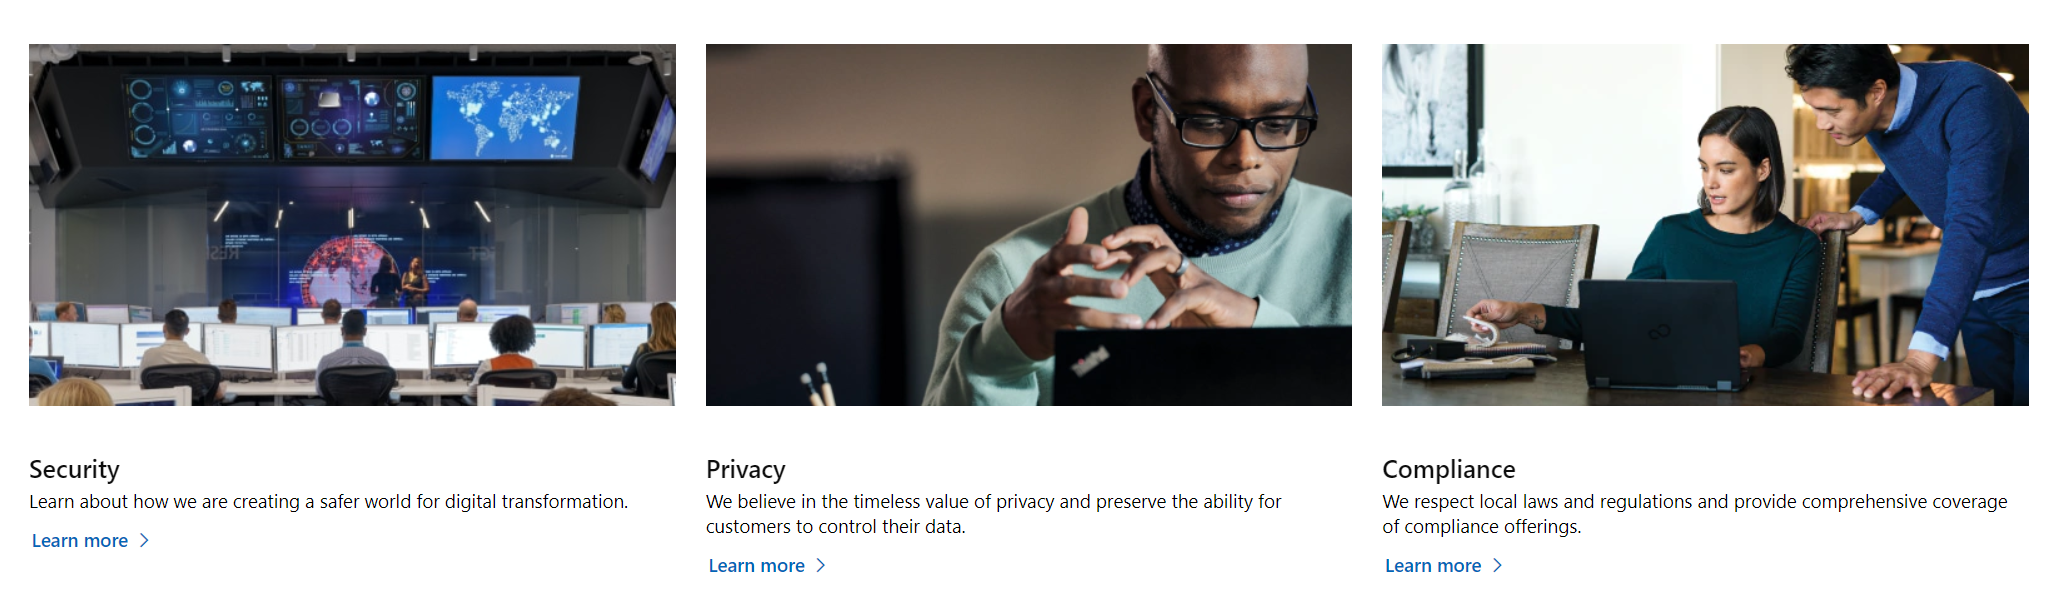 Security
Learn about how we are creating a safer world for digital transformation.
Learn more
Privacy
We believe in the timeless value of privacy and preserve the ability for
customers to control their data.
Learn more
Compliance
We respect local laws and regulations and provide comprehensive coverage
of compliance offerings.
Learn more